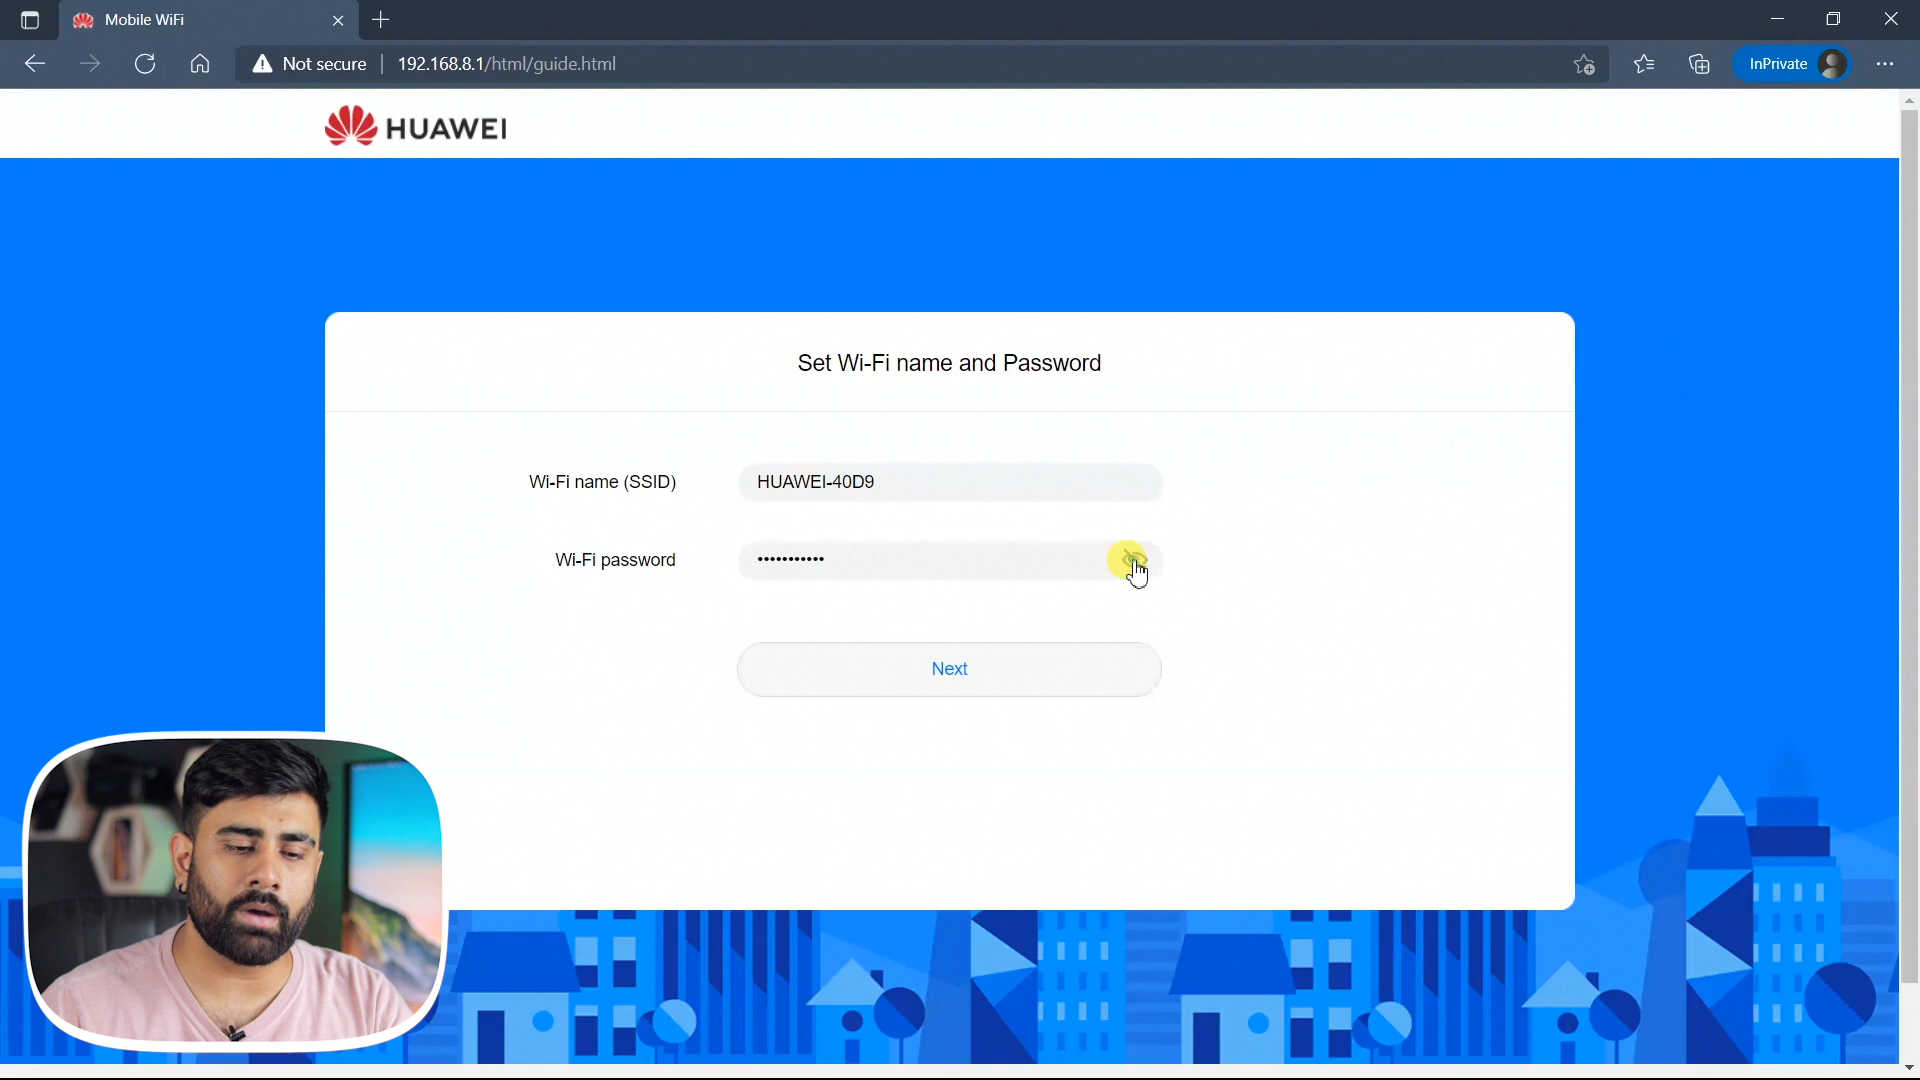 Mobile WiFi
Not secure
192.168.8.1/html/guide.html
InPrivate
HUAWEI
Set Wi-Fi name and Password
Wi-Fi name (SSID)
HUAWEI-40D9
Wi-Fi password
•••••••••••
Next